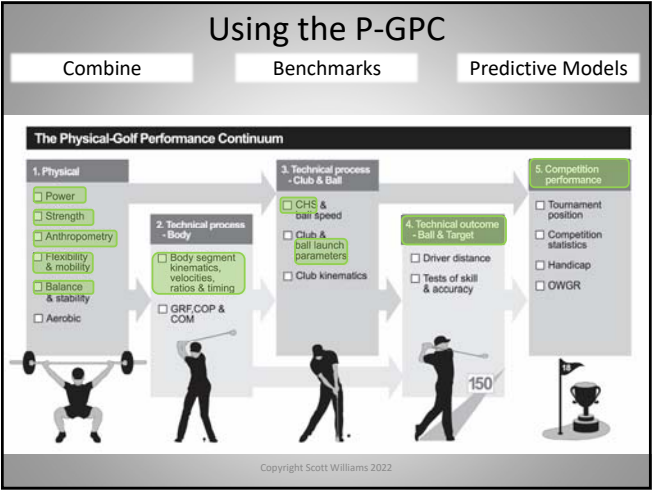 Using the P-GPC
Combine
Benchmarks
Predictive Models
The Physical-Golf Performance Continuum
1. Physical
Power
Strength
Anthropometry
Flexibility
& mobility
Balance
& stability
Aerobic
2. Technical process
- Body
Body segment
kinematics,
velocities,
ratios & timing
GRF,COP &
COM
3. Technical process
- Club & Ball
CHS &
ball speed
Club &
ball launch
parameters
Club kinematics
4. Technical outcome
- Ball & Target
Driver distance
Tests of skill
& accuracy
150
5. Competition
performance
Tournament
position
Competition
statistics
Handicap
OWGR
18
Copyright Scott Williams 2022